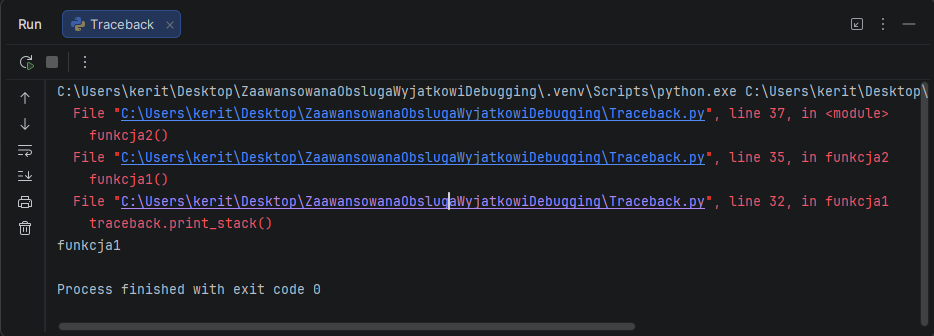 Run Traceback
C:\Users\kerit\Desktop\ZaawansowanaObslugaWyjatkowiDebugging\.venv\Scripts\python.exe C:\Users\kerit\Desktop\
File "C:\Users\kerit\Desktop\ZaawansowanaObslugaWyjatkowiDebugging\Traceback.py", line 37, in <module>
funkcja2()
File "C:\Users\kerit\Desktop\ZaawansowanaObslugaWyjatkowiDebugging\Traceback.py", line 35, in funkcja2
funkcja1()
File "C:\Users\kerit\Desktop\ZaawansowanaObslugaWyjatkowiDebugging\Traceback.py", line 32, in funkcja1
traceback.print_stack()
funkcja1
Process finished with exit code 0